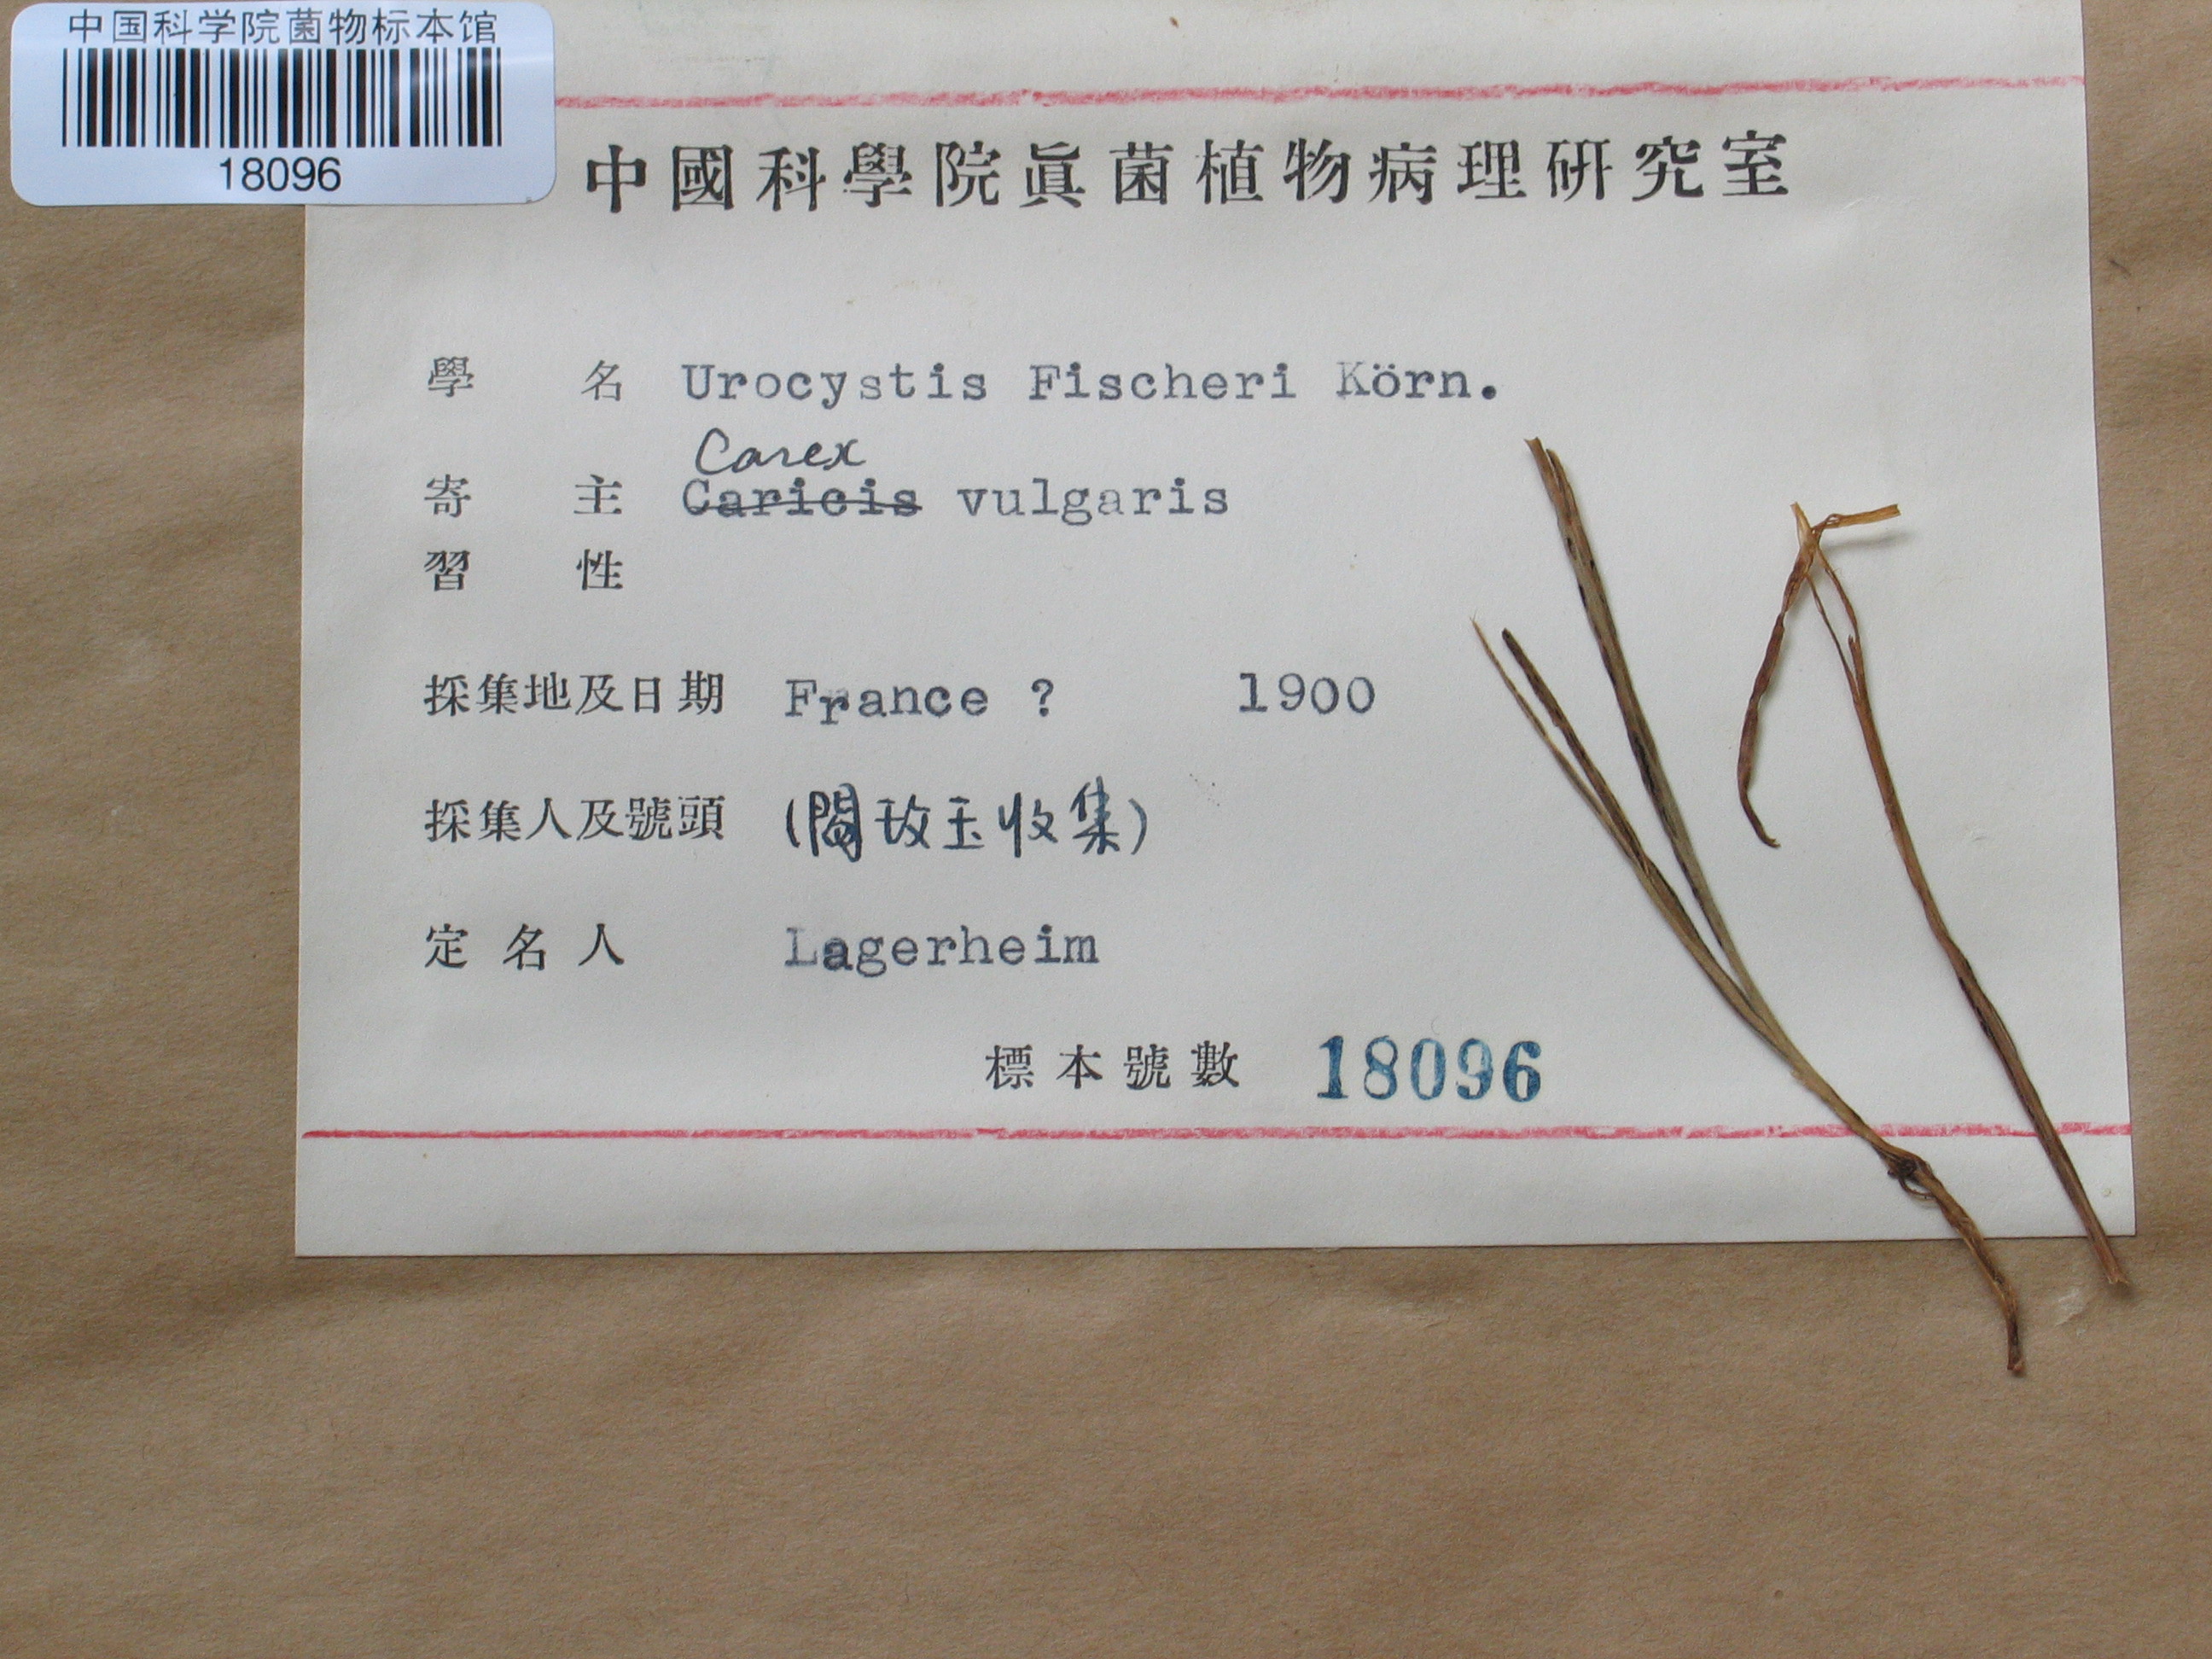 中国科学院菌物标本馆
18096
中國科學院眞菌植物病理研究室
學 名 Urocystis Fischeri Körn.
Carex
寄 主 Caricis vulgaris
習 性
採集地及日期 France ? 1900
採集人及號頭 (閻玫玉收集)
定名人 Lagerheim
標本號數 18096